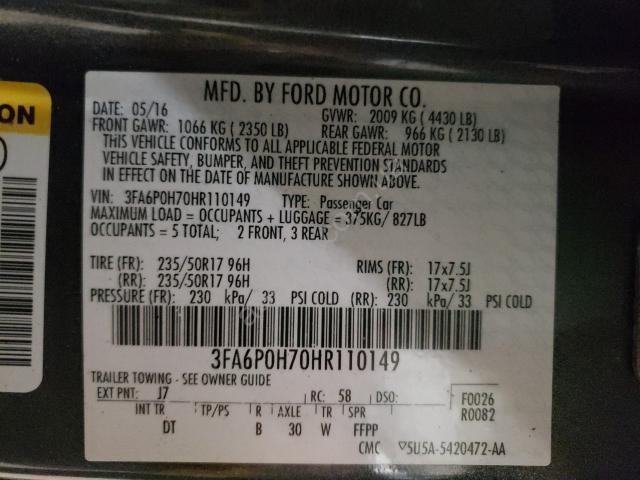 MFD. BY FORD MOTOR CO.
DATE: 05/16
GVWR: 2009 KG (4430 LB)
FRONT GAWR: 1066 KG (2350 LB)
REAR GAWR: 966 KG (2130 LB)
THIS VEHICLE CONFORMS TO ALL APPLICABLE FEDERAL MOTOR
VEHICLE SAFETY, BUMPER, AND THEFT PREVENTION STANDARDS
IN EFFECT ON THE DATE OF MANUFACTURE SHOWN ABOVE.
VIN: 3FA6P0H70HR110149 TYPE: Passenger Car
MAXIMUM LOAD = OCCUPANTS + LUGGAGE = 375KG/ 827LB
OCCUPANTS = 5 TOTAL; 2 FRONT, 3 REAR
TIRE (FR): 235/50R17 96H RIMS (FR): 17x7.5J
(RR): 235/50R17 96H (RR): 17x7.5J
PRESSURE (FR): 230 kPa/ 33 PSI COLD (RR): 230 kPa/ 33 PSI COLD
3FA6P0H70HR110149
TRAILER TOWING - SEE OWNER GUIDE
EXT PNT: J7 RC: 58 DSO:
F0026
R0082
INT TR TP/PS R AXLE TR SPR
DT B 30 W FFPP
CMC 5U5A-5420472-AA
ON